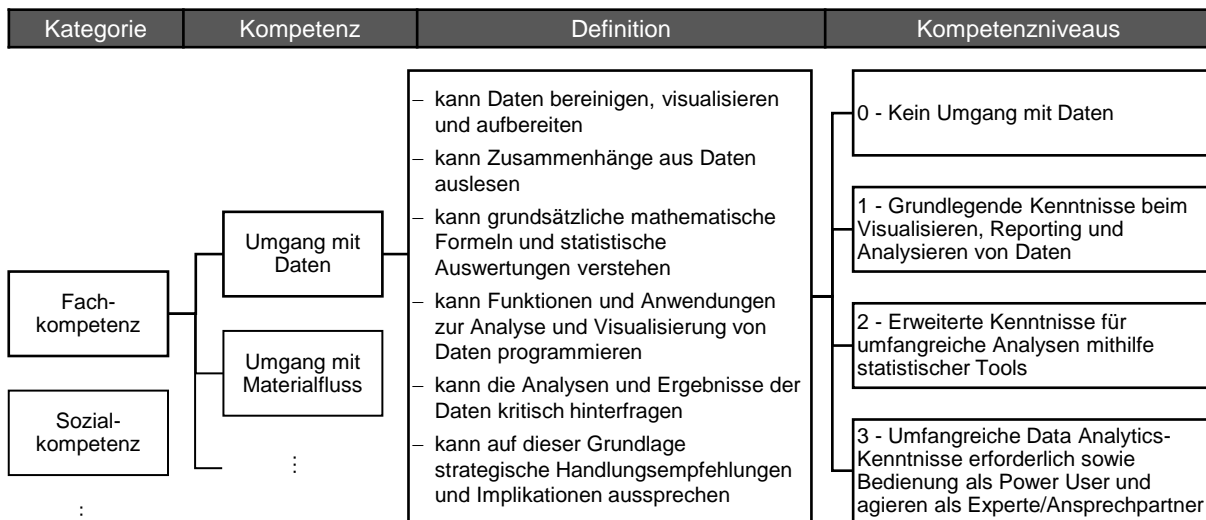 Kategorie
Kompetenz
Definition
Kompetenzniveaus
Fach-
kompetenz
Sozial-
kompetenz
⋮
Umgang mit
Daten
Umgang mit
Materialfluss
⋮
– kann Daten bereinigen, visualisieren
und aufbereiten
– kann Zusammenhänge aus Daten
auslesen
– kann grundsätzliche mathematische
Formeln und statistische
Auswertungen verstehen
– kann Funktionen und Anwendungen
zur Analyse und Visualisierung von
Daten programmieren
– kann die Analysen und Ergebnisse der
Daten kritisch hinterfragen
– kann auf dieser Grundlage
strategische Handlungsempfehlungen
und Implikationen aussprechen
0 - Kein Umgang mit Daten
1 - Grundlegende Kenntnisse beim
Visualisieren, Reporting und
Analysieren von Daten
2 - Erweiterte Kenntnisse für
umfangreiche Analysen mithilfe
statistischer Tools
3 - Umfangreiche Data Analytics-
Kenntnisse erforderlich sowie
Bedienung als Power User und
agieren als Experte/Ansprechpartner